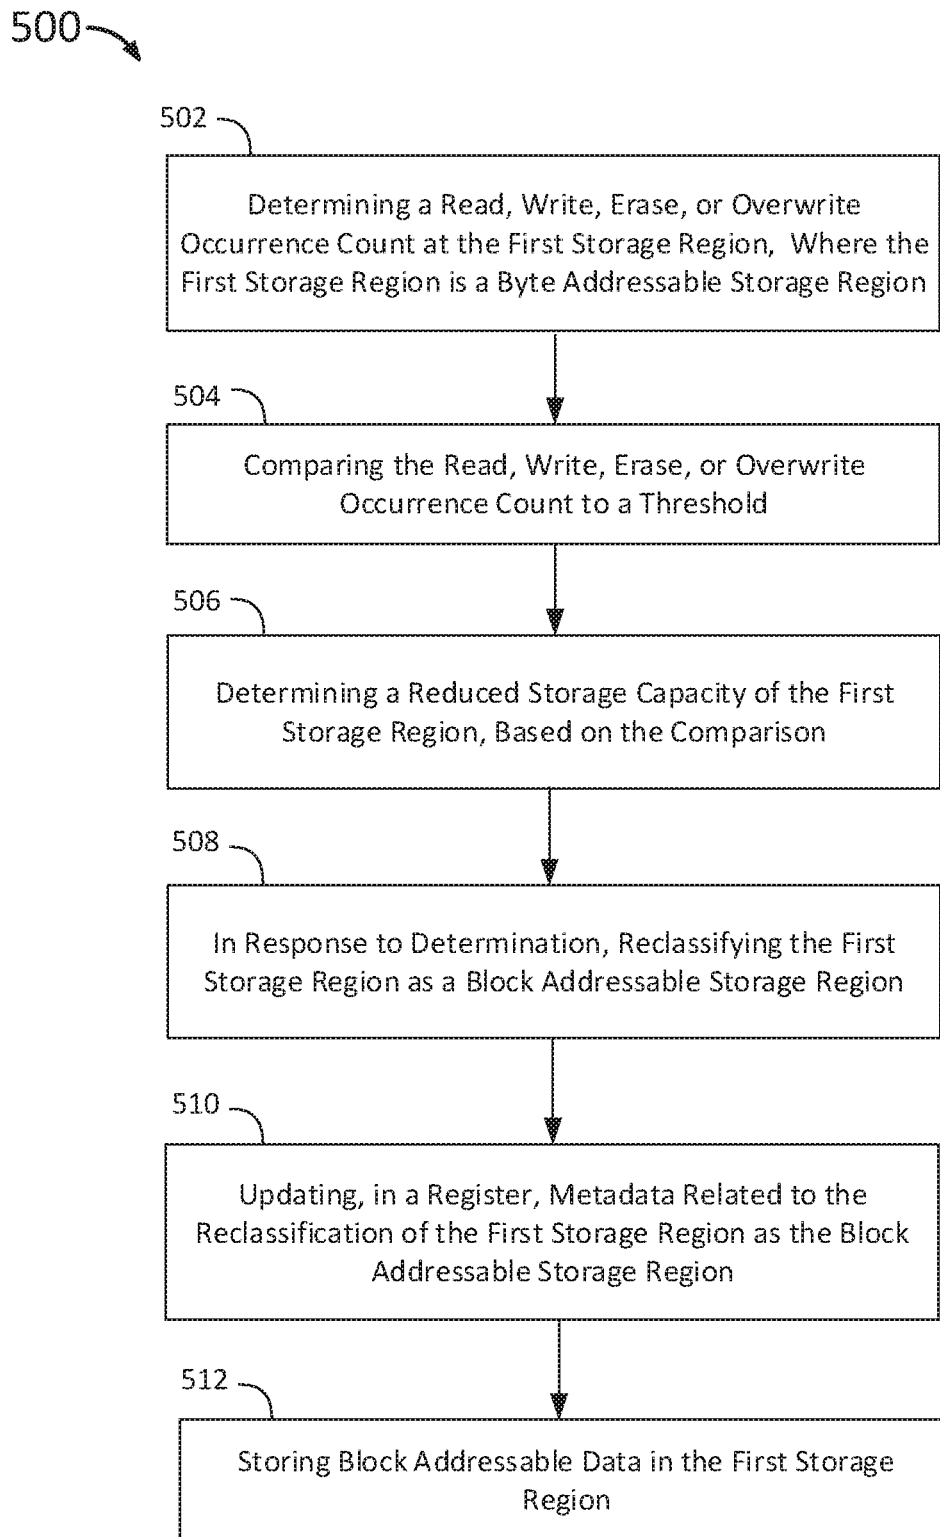 500
502
Determining a Read, Write, Erase, or Overwrite
Occurrence Count at the First Storage Region, Where the
First Storage Region is a Byte Addressable Storage Region
504
Comparing the Read, Write, Erase, or Overwrite
Occurrence Count to a Threshold
506
Determining a Reduced Storage Capacity of the First
Storage Region, Based on the Comparison
508
In Response to Determination, Reclassifying the First
Storage Region as a Block Addressable Storage Region
510
Updating, in a Register, Metadata Related to the
Reclassification of the First Storage Region as the Block
Addressable Storage Region
512
Storing Block Addressable Data in the First Storage
Region